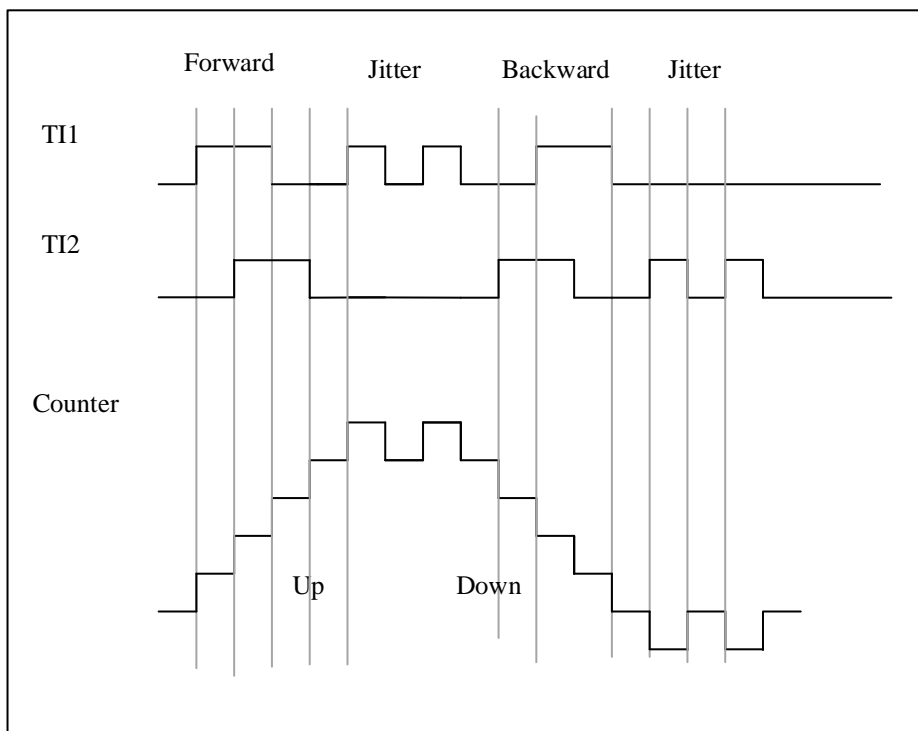 Forward
Jitter
Backward
Jitter
TI1
TI2
Counter
Up
Down